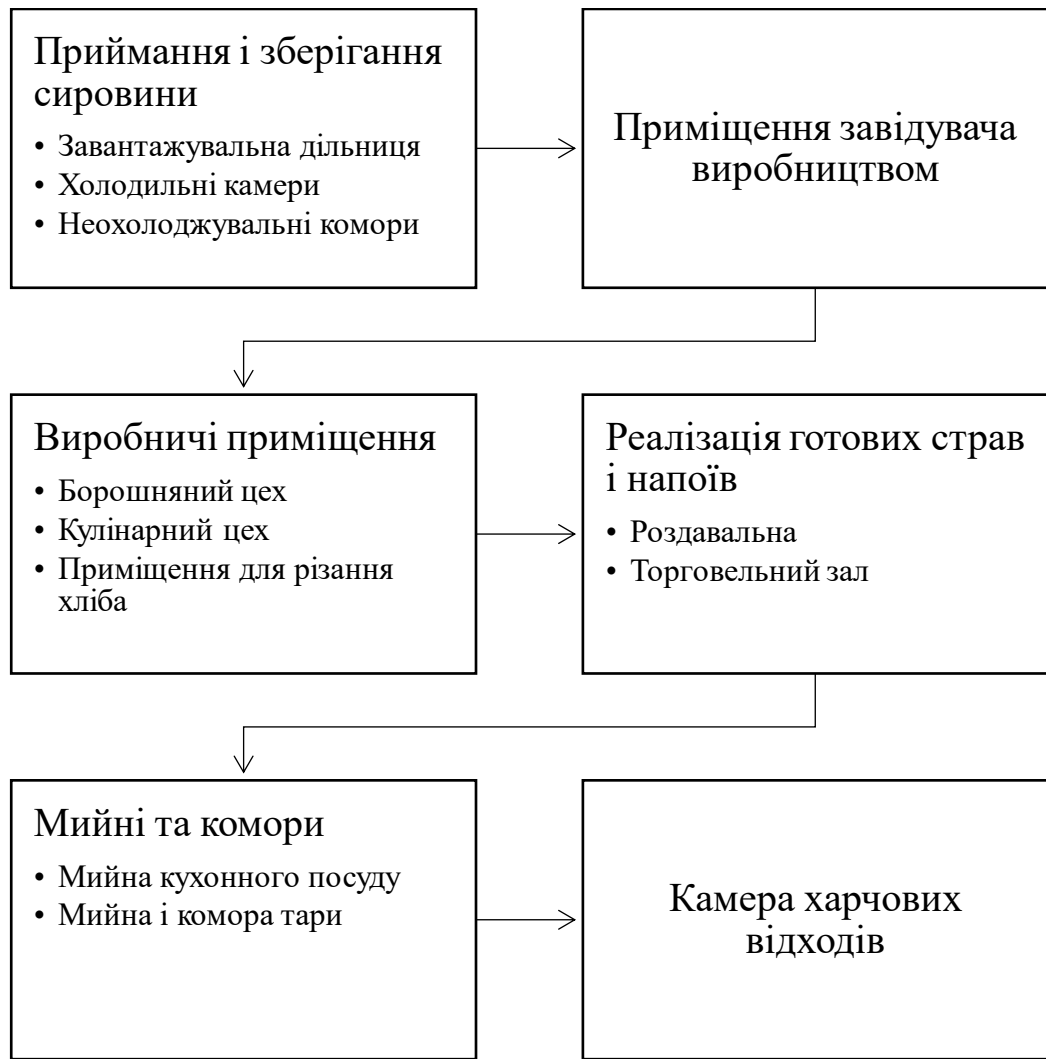 Приймання і зберігання
сировини
• Завантажувальна дільниця
• Холодильні камери
• Неохолоджувальні комори
Приміщення завідувача
виробництвом
Виробничі приміщення
• Борошняний цех
• Кулінарний цех
• Приміщення для різання
хліба
Реалізація готових страв
і напоїв
• Роздавальна
• Торговельний зал
Мийні та комори
• Мийна кухонного посуду
• Мийна і комора тари
Камера харчових
відходів